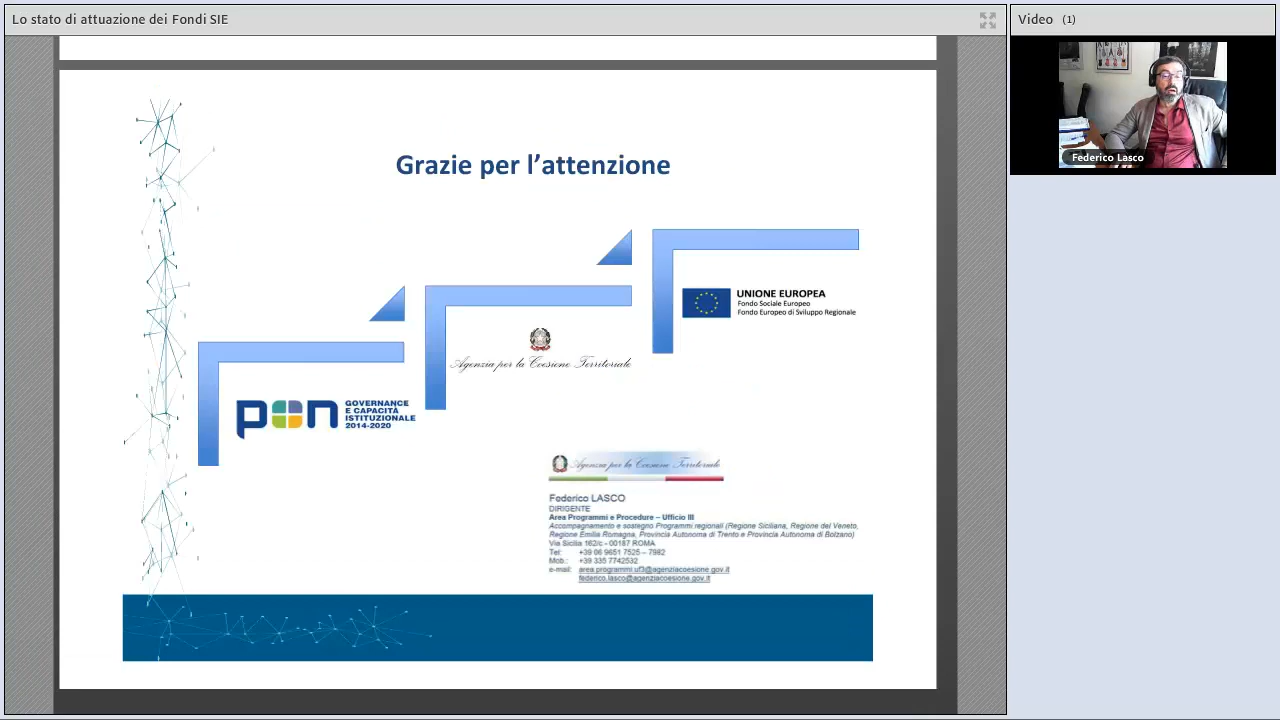 Lo stato di attuazione dei Fondi SIE
Video (1)
Federico Lasco
Grazie per l'attenzione
UNIONE EUROPEA
Fondo Sociale Europeo
Fondo Europeo di Sviluppo Regionale
Agenzia per la Coesione Territoriale
pon
GOVERNANCE
E CAPACITÀ
ISTITUZIONALE
2014-2020
Agenzia per la Coesione Territoriale
Federico LASCO
DIRIGENTE
Area Programmi e Procedure – Ufficio III
Accompagnamento e sostegno Programmi regionali (Regione Siciliana, Regione del Veneto,
Regione Emilia Romagna, Provincia Autonoma di Trento e Provincia Autonoma di Bolzano)
Via Sicilia 162/c - 00187 ROMA
Tel: +39 06 9651 7525 – 7982
Mob.: +39 335 7742532
e-mail: area.programmi.uf3@agenziacoesione.gov.it
federico.lasco@agenziacoesione.gov.it